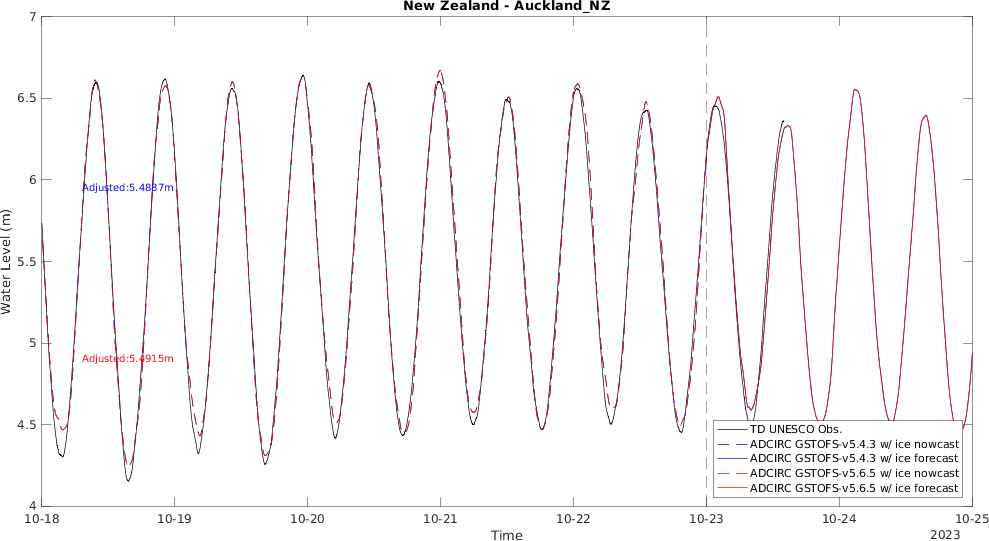 New Zealand - Auckland_NZ
7
6.5
6
5.5
5
4.5
4
Water Level (m)
Adjusted:5.4887m
Adjusted:5.4915m
TD UNESCO Obs.
ADCIRC GSTOFS-v5.4.3 w/ ice nowcast
ADCIRC GSTOFS-v5.4.3 w/ ice forecast
ADCIRC GSTOFS-v5.6.5 w/ ice nowcast
ADCIRC GSTOFS-v5.6.5 w/ ice forecast
10-18 10-19 10-20 10-21 10-22 10-23 10-24 10-25
Time
2023